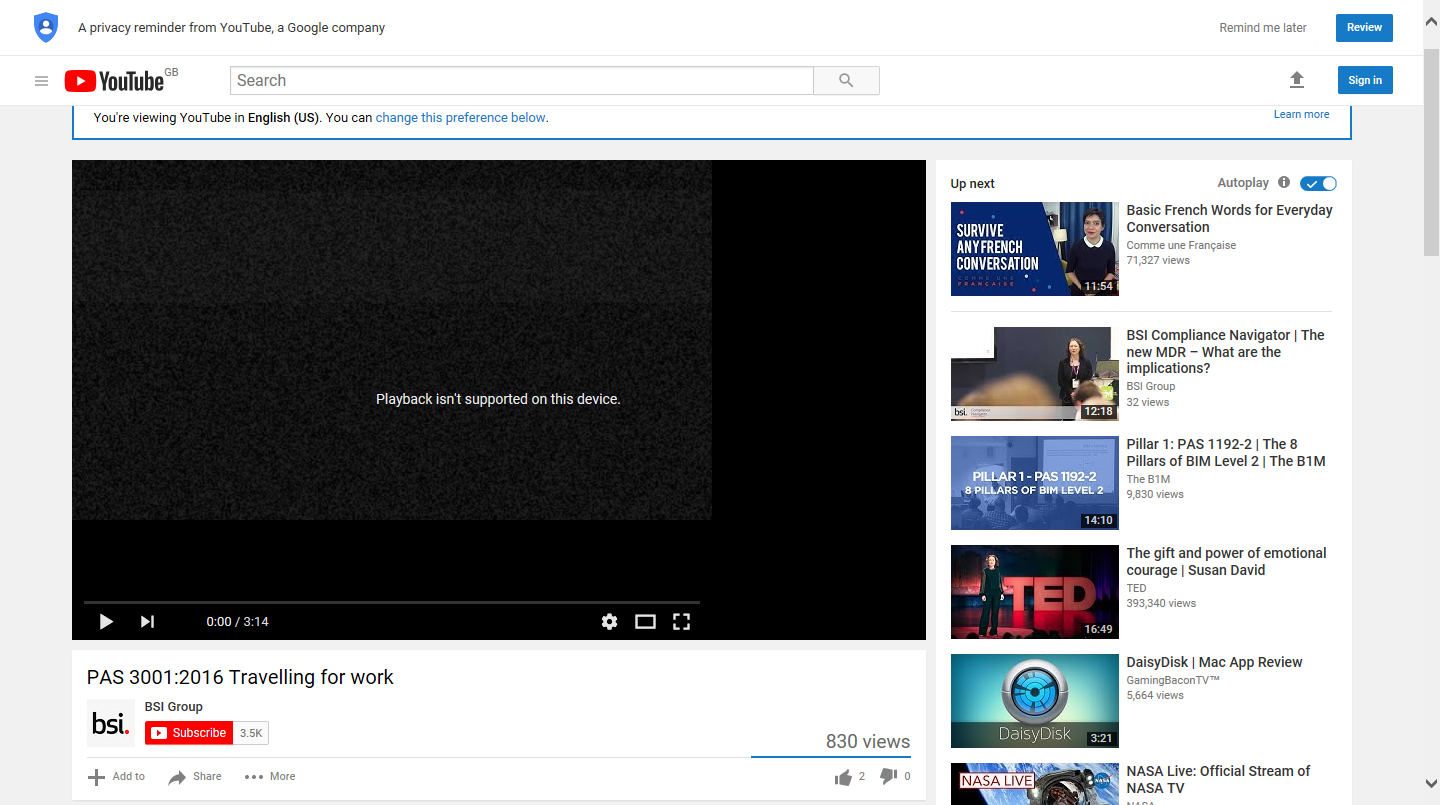 A privacy reminder from YouTube, a Google company
Remind me later
Review
YouTube GB
Search
Sign in
You're viewing YouTube in English (US). You can change this preference below.
Learn more
Playback isn't supported on this device.
0:00 / 3:14
PAS 3001:2016 Travelling for work
bsi.
BSI Group
Subscribe 3.5K
830 views
Add to
Share
More
2
0
Up next
Autoplay
SURVIVE
ANY FRENCH
CONVERSATION
COMME UNE
FRANÇAISE
11:54
Basic French Words for Everyday
Conversation
Comme une Française
71,327 views
bsi.
Compliance
Navigator
12:18
BSI Compliance Navigator | The
new MDR – What are the
implications?
BSI Group
32 views
PILLAR 1 - PAS 1192-2
8 PILLARS OF BIM LEVEL 2
14:10
Pillar 1: PAS 1192-2 | The 8
Pillars of BIM Level 2 | The B1M
The B1M
9,830 views
TED
16:49
The gift and power of emotional
courage | Susan David
TED
393,340 views
DaisyDisk
3:21
DaisyDisk | Mac App Review
GamingBaconTV™
5,664 views
NASA LIVE
NASA
NASA Live: Official Stream of
NASA TV
NASA